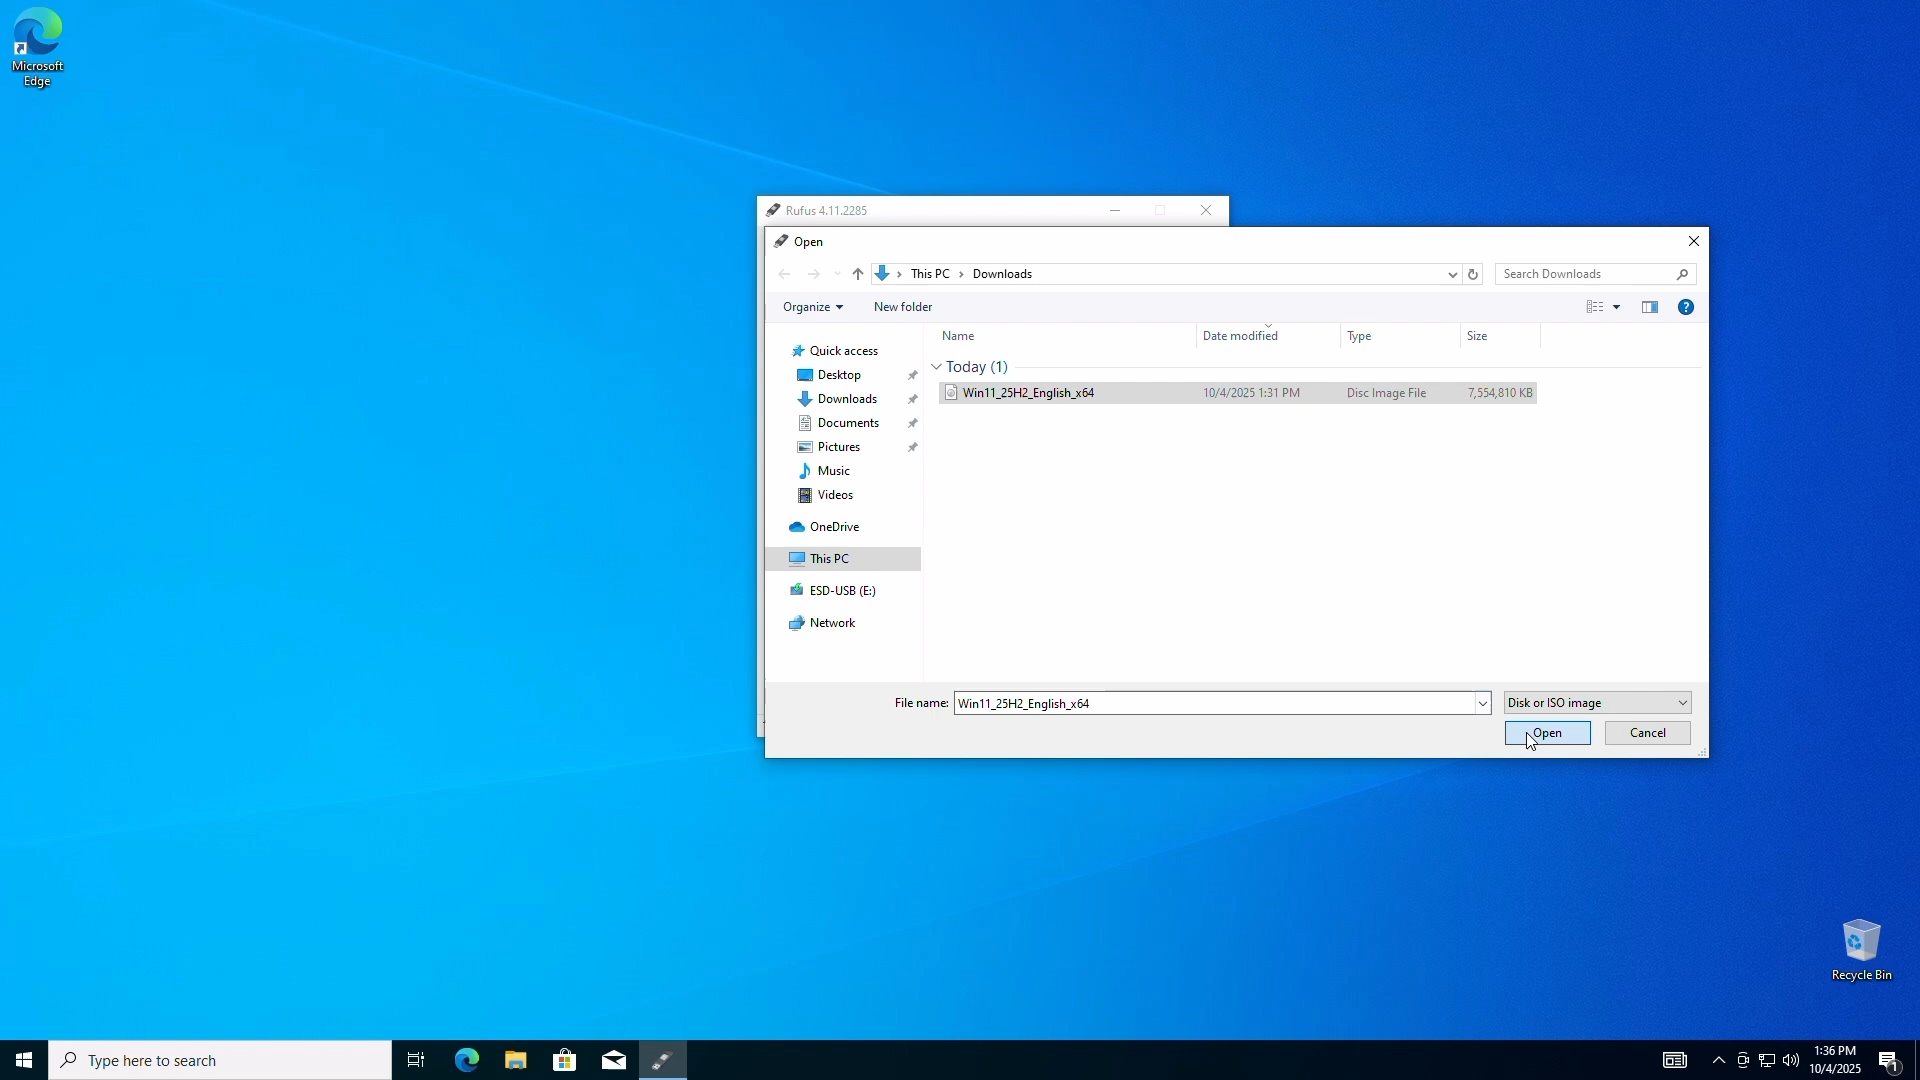 Microsoft
Edge
Rufus 4.11.2285
Open
This PC
Downloads
Search Downloads
Organize
New folder
?
Name
Date modified
Type
Size
Quick access
Desktop
Downloads
Documents
Pictures
Music
Videos
OneDrive
This PC
ESD-USB (E:)
Network
Today (1)
Win11_25H2_English_x64
10/4/2025 1:31 PM
Disc Image File
7,554,810 KB
File name:
Win11_25H2_English_x64
Disk or ISO image
Open
Cancel
Recycle Bin
Type here to search
1:36 PM
10/4/2025
1